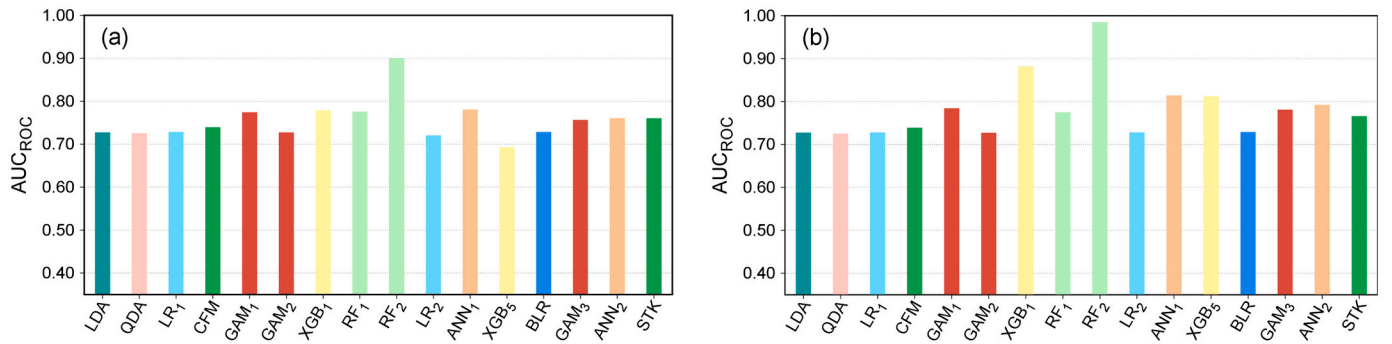 (a)
AUC_ROC
1.00
0.90
0.80
0.70
0.60
0.50
0.40
LDA
QDA
LR₁
CFM
GAM₁
GAM₂
XGB₁
RF₁
RF₂
LR₂
ANN₁
XGB₅
BLR
GAM₃
ANN₂
STK
(b)
AUC_ROC
1.00
0.90
0.80
0.70
0.60
0.50
0.40
LDA
QDA
LR₁
CFM
GAM₁
GAM₂
XGB₁
RF₁
RF₂
LR₂
ANN₁
XGB₅
BLR
GAM₃
ANN₂
STK